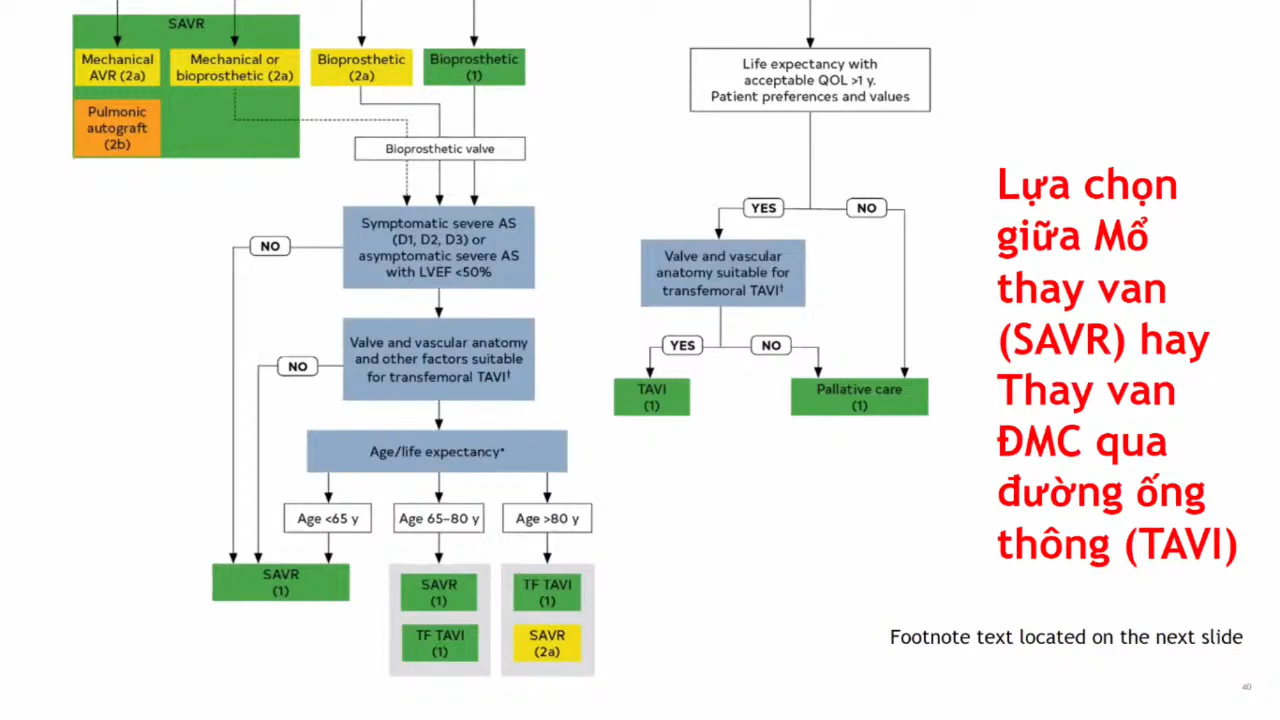 SAVR
Mechanical
AVR (2a)
Mechanical or
bioprosthetic (2a)
Bioprosthetic
(2a)
Bioprosthetic
(1)
Pulmonic
autograft
(2b)
Bioprosthetic valve
Symptomatic severe AS
(D1, D2, D3) or
asymptomatic severe AS
with LVEF <50%
NO
Valve and vascular anatomy
and other factors suitable
for transfemoral TAVI†
NO
Age/life expectancy*
Age <65 y
Age 65–80 y
Age >80 y
SAVR
(1)
SAVR
(1)
TF TAVI
(1)
TF TAVI
(1)
SAVR
(2a)
Life expectancy with
acceptable QOL >1 y.
Patient preferences and values
YES
NO
Valve and vascular
anatomy suitable for
transfemoral TAVI†
YES
NO
TAVI
(1)
Pallative care
(1)
Lựa chọn
giữa Mổ
thay van
(SAVR) hay
Thay van
ĐMC qua
đường ống
thông (TAVI)
Footnote text located on the next slide
40